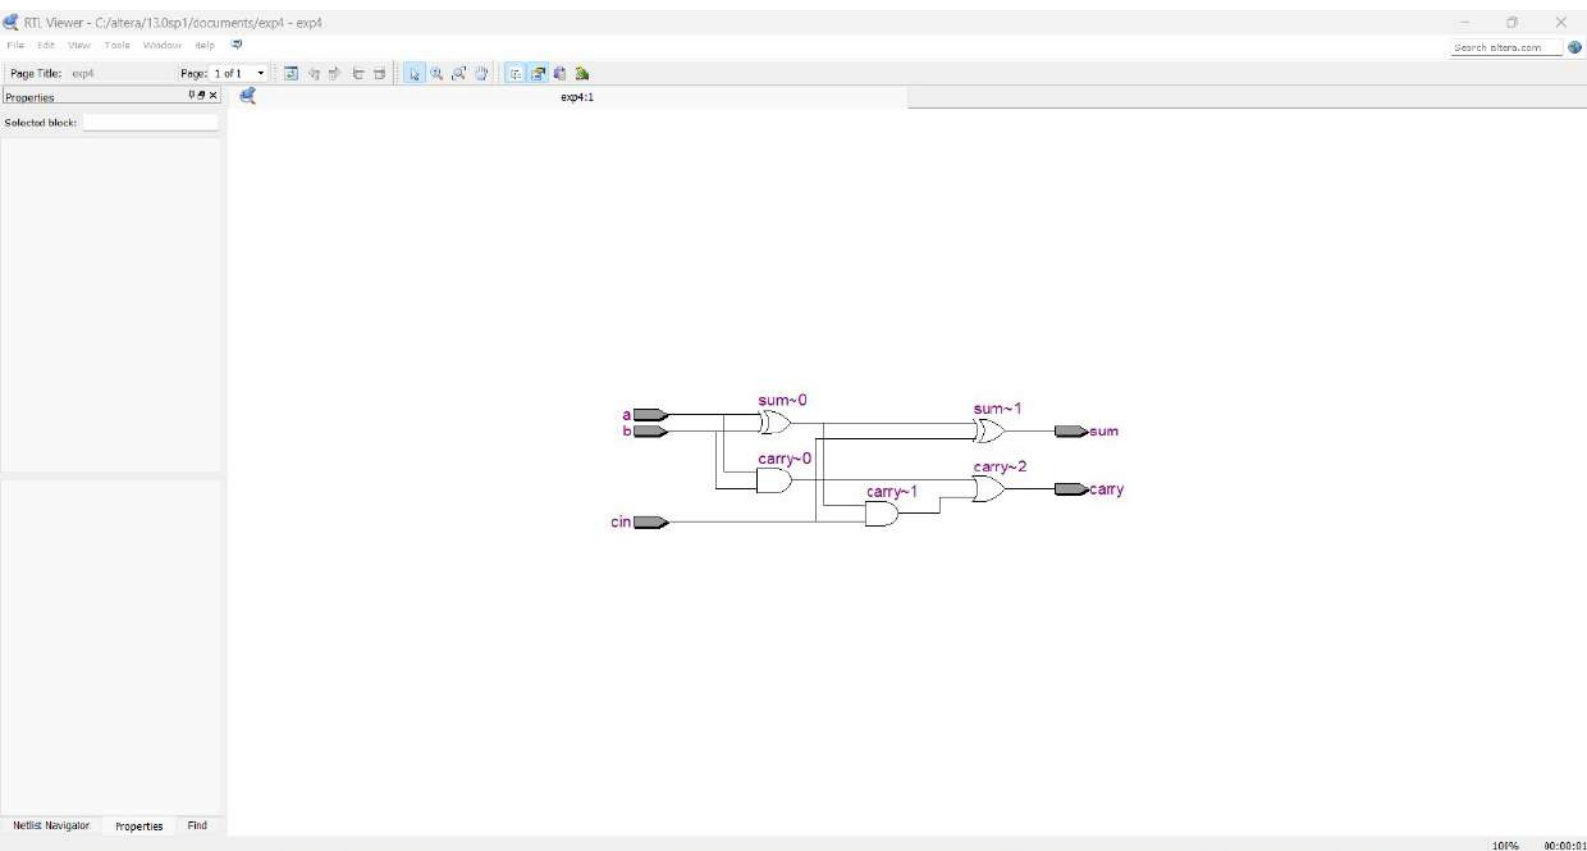 RTL Viewer - C:/altera/13.0sp1/documents/exp4 - exp4
File Edit View Tools Window Help
Search altera.com
Page Title: exp4 Page: 1 of 1
Properties
exp4:1
Selected block:
sum~0
sum~1
a
b
sum
carry~0
carry~2
carry~1
carry
cin
Netlist Navigator Properties Find
100% 00:00:01